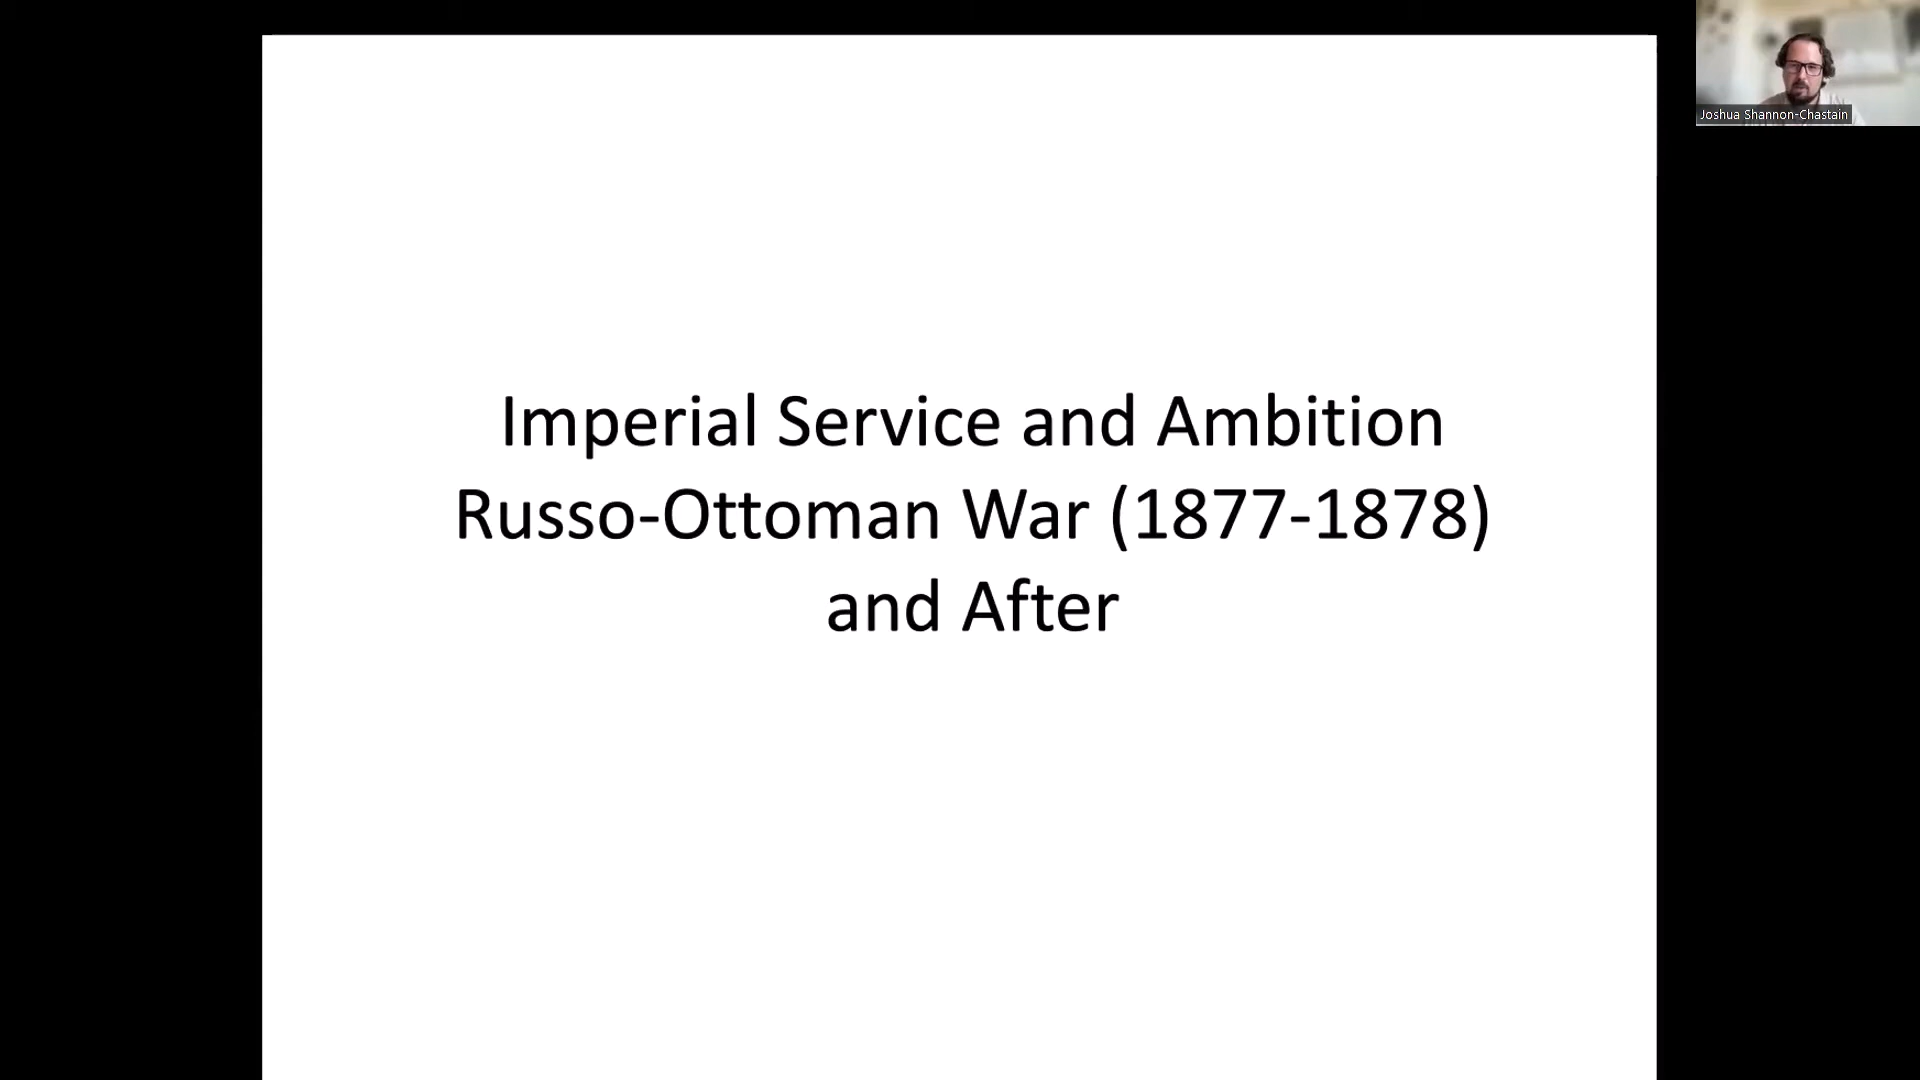 Joshua Shannon-Chastain
Imperial Service and Ambition
Russo-Ottoman War (1877-1878)
and After